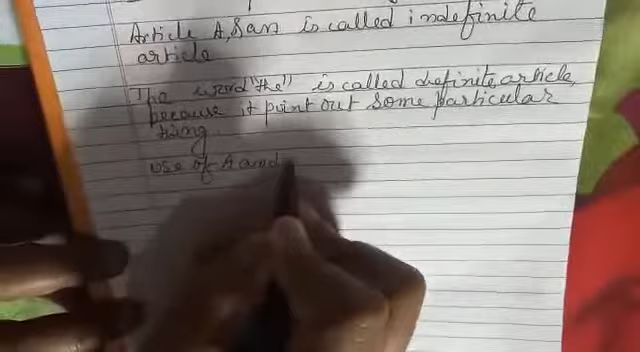 Article A, &an is called indefinite
article
The word "the" is called definite article,
because it point out some particular
thing
use of A and